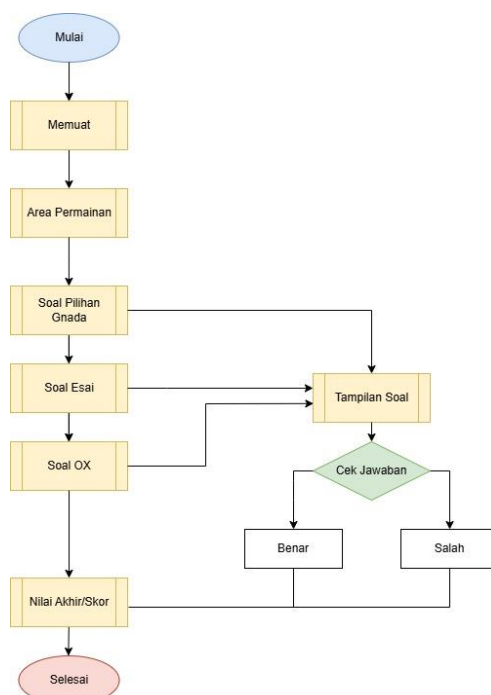 Mulai
Memuat
Area Permainan
Soal Pilihan
Gnada
Soal Esai
Tampilan Soal
Soal OX
Cek Jawaban
Benar
Salah
Nilai Akhir/Skor
Selesai